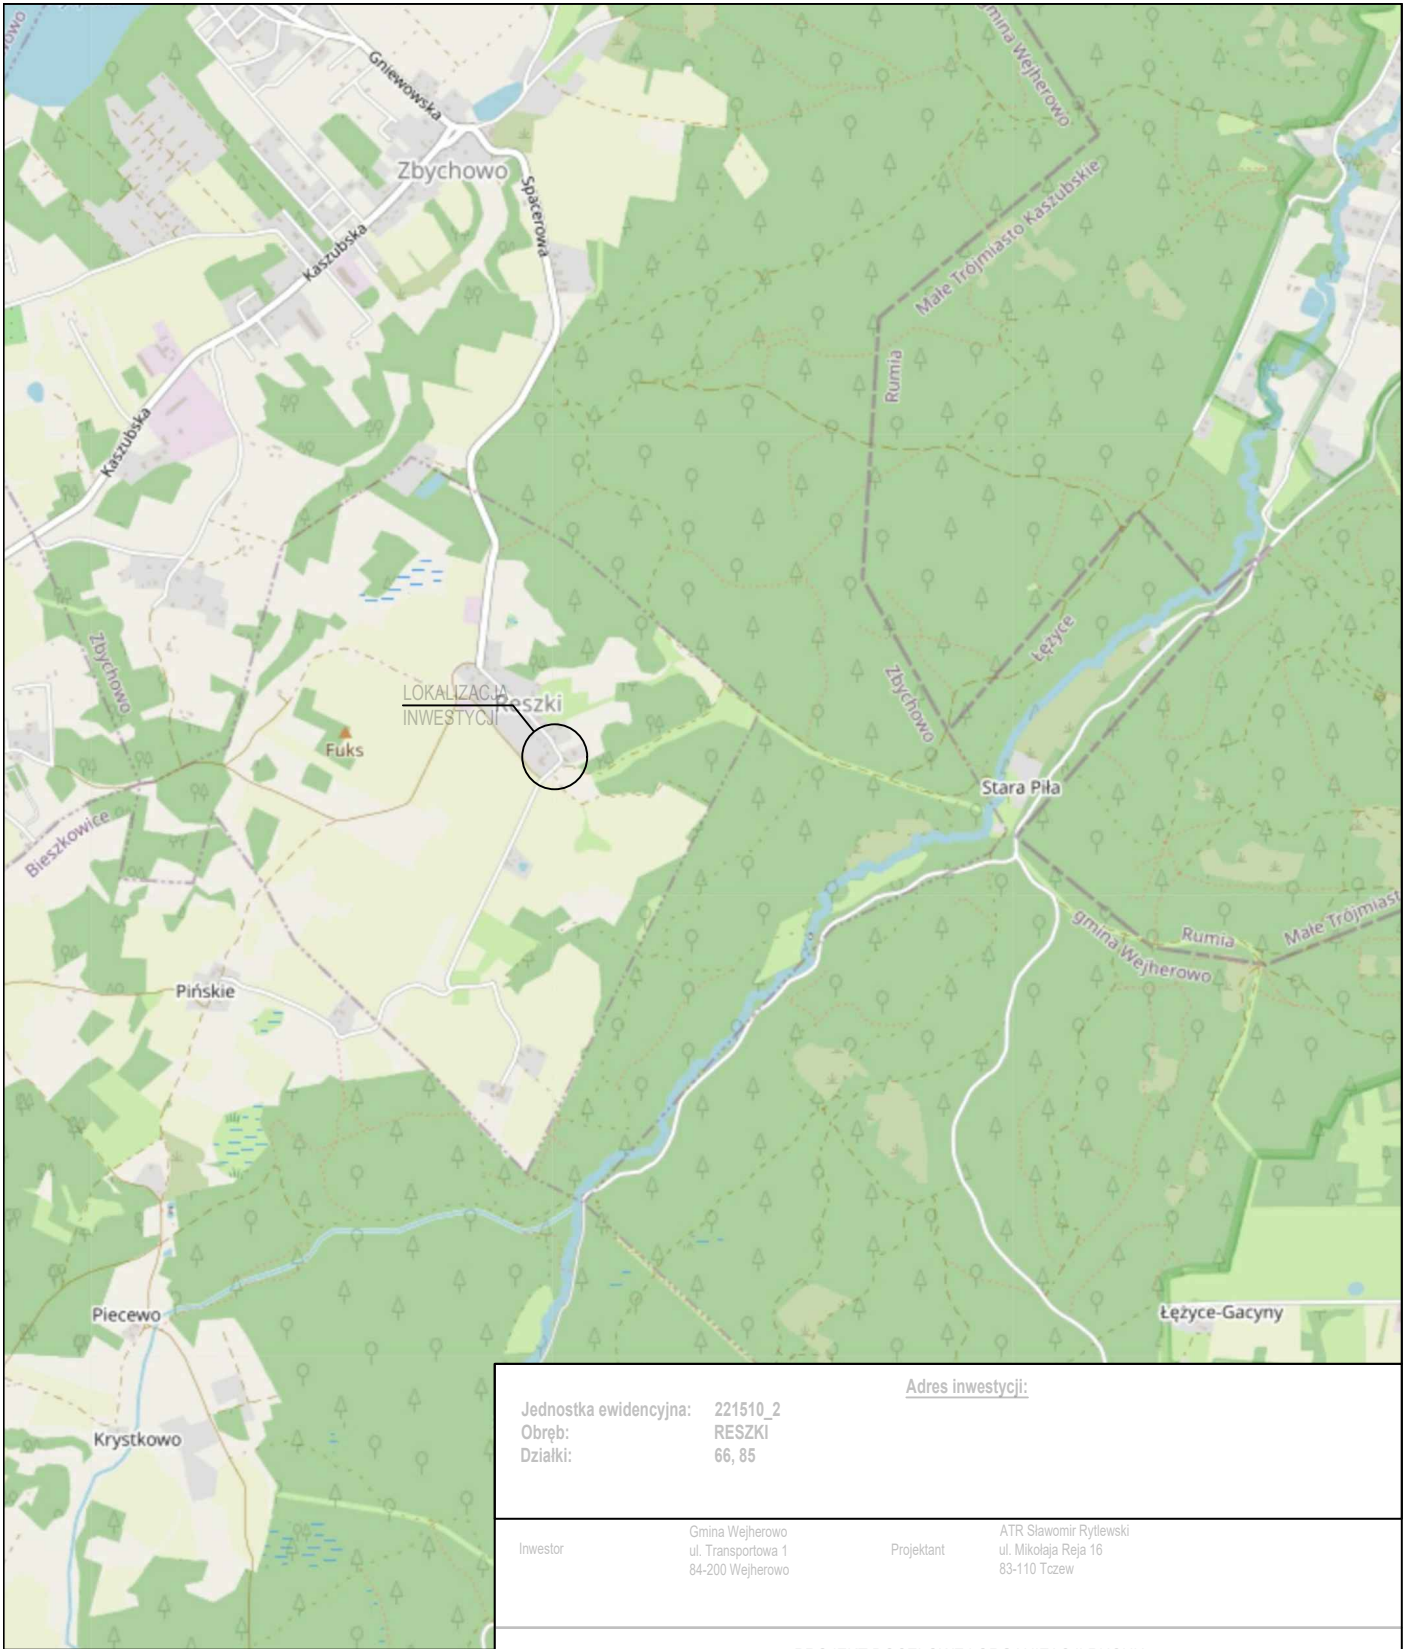 Gniewowska
Zbychowo
Spacerowa
Kaszubska
Kaszubska
gmina Wejherowo
Małe Trójmiasto Kaszubskie
Rumia
Zbychowo
Łężyce
Zbychowo
LOKALIZACJA
INWESTYCJI
Reszki
Fuks
Stara Piła
Bieszkowice
gmina Wejherowo
Rumia
Małe Trójmiast
Pińskie
Piecewo
Łężyce-Gacyny
Krystkowo
Adres inwestycji:
Jednostka ewidencyjna: 221510_2
Obręb: RESZKI
Działki: 66, 85
Inwestor
Gmina Wejherowo
ul. Transportowa 1
84-200 Wejherowo
Projektant
ATR Sławomir Rytlewski
ul. Mikołaja Reja 16
83-110 Tczew